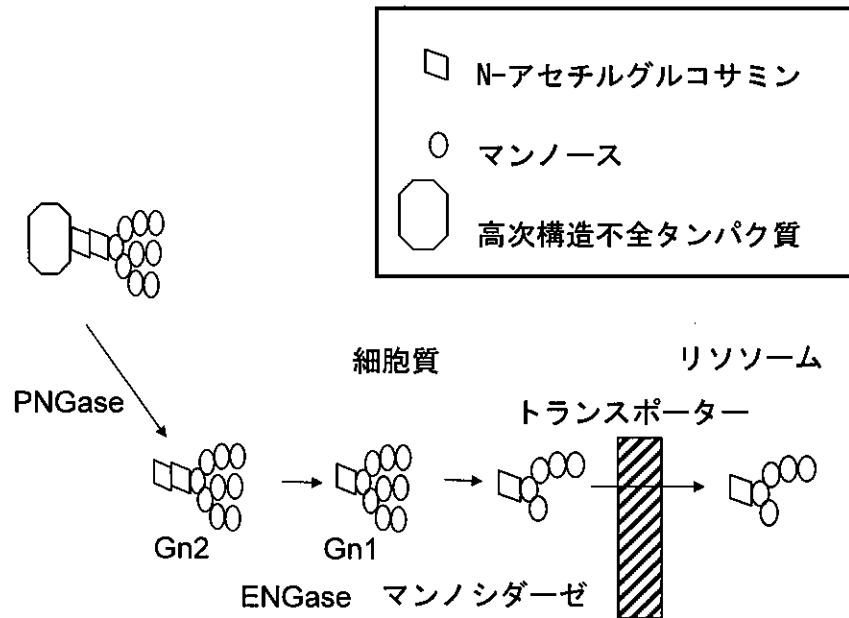 N-アセチルグルコサミン
マンノース
高次構造不全タンパク質
細胞質
リソソーム
PNGase
トランスポーター
Gn2
Gn1
ENGase マンノシダーゼ